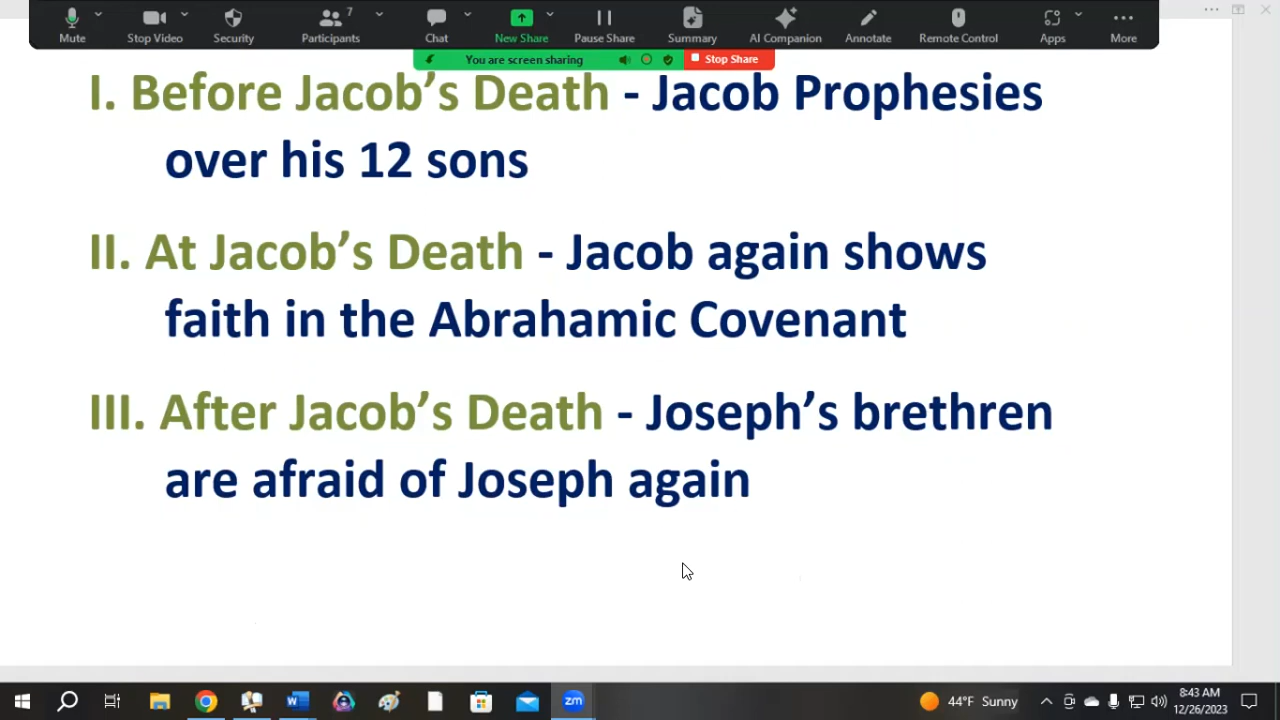 7
Mute Stop Video Security Participants Chat New Share Pause Share Summary AI Companion Annotate Remote Control Apps More
You are screen sharing Stop Share
I. Before Jacob’s Death - Jacob Prophesies
over his 12 sons
II. At Jacob’s Death - Jacob again shows
faith in the Abrahamic Covenant
III. After Jacob’s Death - Joseph’s brethren
are afraid of Joseph again
W zm 44°F Sunny 8:43 AM
12/26/2023